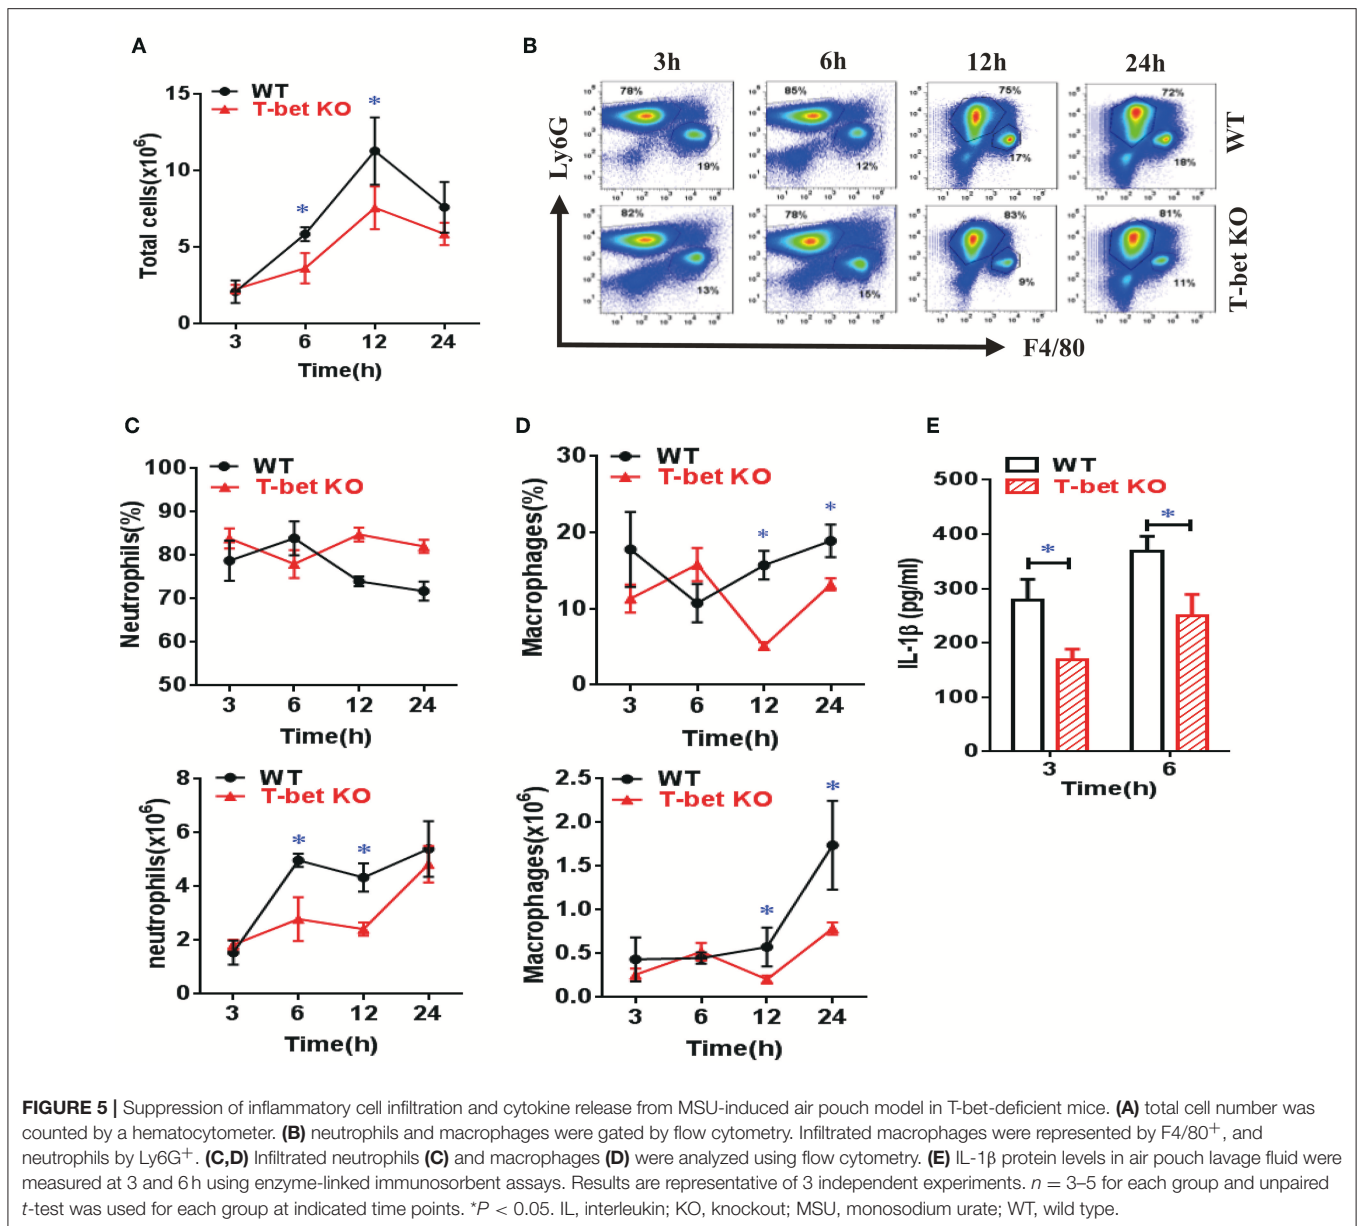 A
WT
T-bet KO
15
10
5
0
*
*
Total cells(x10⁶)
3 6 12 24
Time(h)
B
3h 6h 12h 24h
Ly6G
78% 85% 75% 72%
19% 12% 17% 18%
WT
82% 78% 83% 81%
13% 15% 9% 11%
T-bet KO
F4/80
C
WT
T-bet KO
100
90
80
70
60
50
Neutrophils(%)
3 6 12 24
Time(h)
WT
T-bet KO
8
6
4
2
0
* *
neutrophils(x10⁶)
3 6 12 24
Time(h)
D
WT
T-bet KO
30
20
10
0
* *
Macrophages(%)
3 6 12 24
Time(h)
WT
T-bet KO
2.5
2.0
1.5
1.0
0.5
0.0
* *
Macrophages(x10⁶)
3 6 12 24
Time(h)
E
WT
T-bet KO
500
400
300
200
100
0
* *
IL-1β (pg/ml)
3 6
Time(h)
FIGURE 5 | Suppression of inflammatory cell infiltration and cytokine release from MSU-induced air pouch model in T-bet-deficient mice. (A) total cell number was
counted by a hematocytometer. (B) neutrophils and macrophages were gated by flow cytometry. Infiltrated macrophages were represented by F4/80⁺, and
neutrophils by Ly6G⁺. (C,D) Infiltrated neutrophils (C) and macrophages (D) were analyzed using flow cytometry. (E) IL-1β protein levels in air pouch lavage fluid were
measured at 3 and 6 h using enzyme-linked immunosorbent assays. Results are representative of 3 independent experiments. n = 3–5 for each group and unpaired
t-test was used for each group at indicated time points. *P < 0.05. IL, interleukin; KO, knockout; MSU, monosodium urate; WT, wild type.